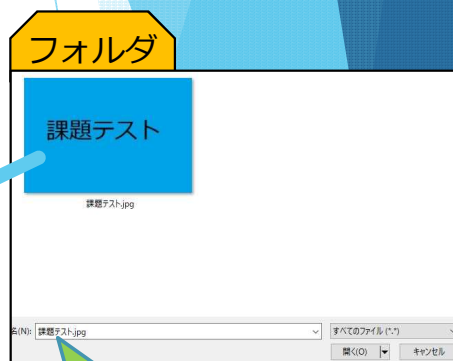 フォルダ
課題テスト
課題テスト.jpg
名(N): 課題テスト.jpg
すべてのファイル (*.*)
開く(O)
キャンセル